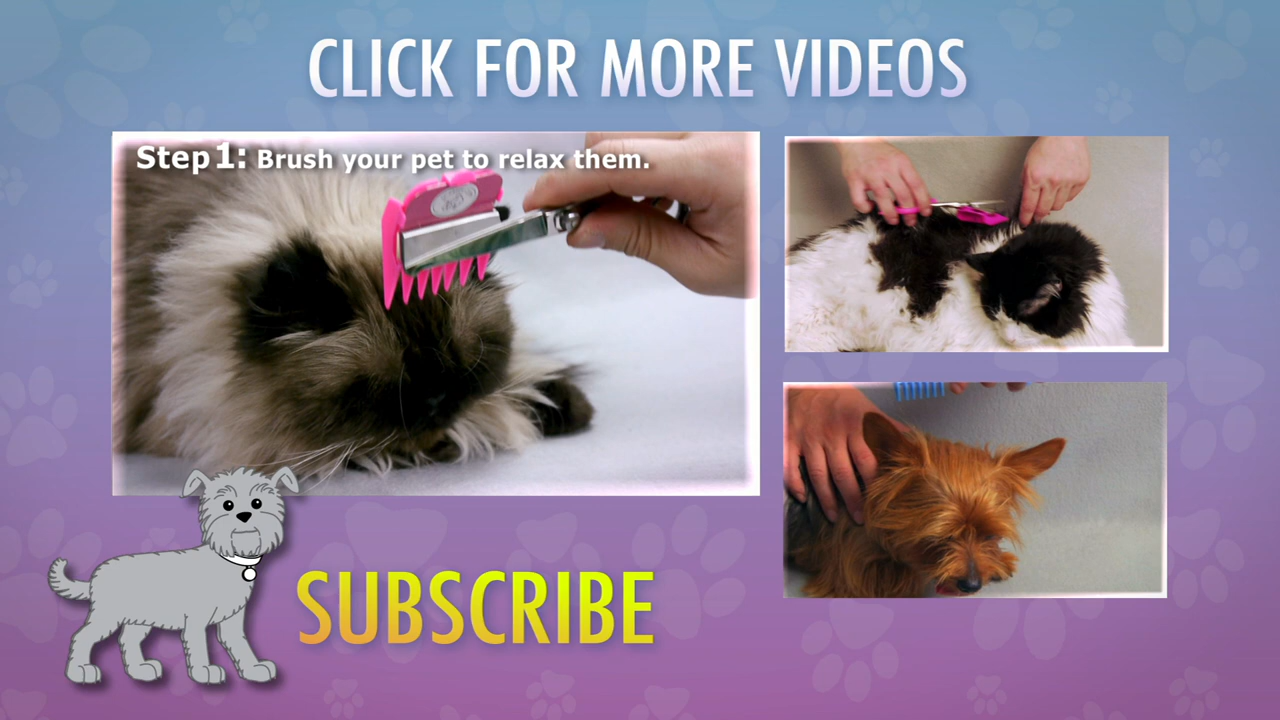 CLICK FOR MORE VIDEOS
Step 1: Brush your pet to relax them.
SUBSCRIBE